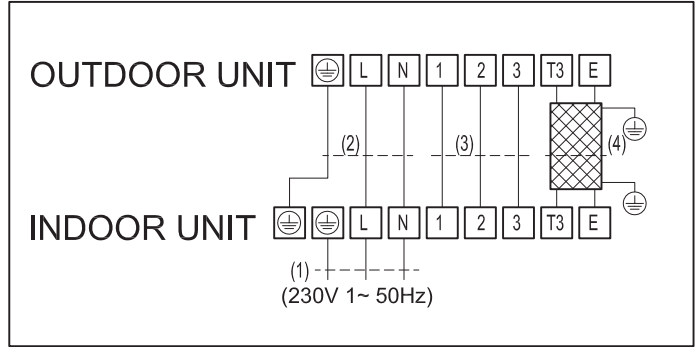 OUTDOOR UNIT L N 1 2 3 T3 E
(2) (3) (4)
INDOOR UNIT L N 1 2 3 T3 E
(1)
(230V 1~ 50Hz)